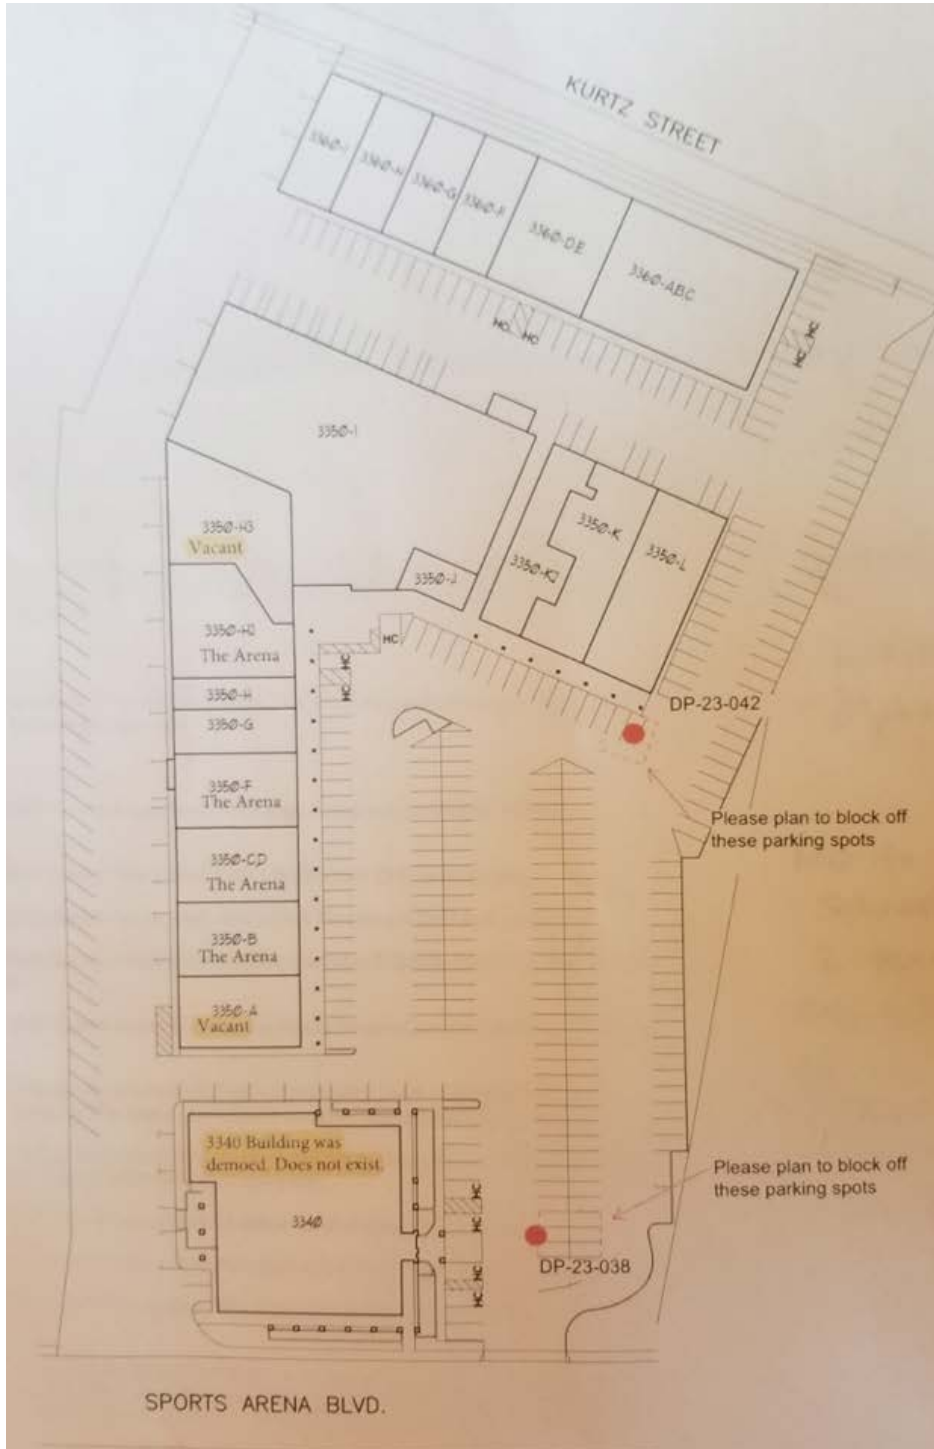 KURTZ STREET
3360-I
3360-H
3360-G
3360-F
3360-DE
3360-ABC
HC
HC
HC
HC
3350-I
3350-H3
Vacant
3350-K
3350-KJ
3350-L
3350-J
3350-H2
The Arena
HC
HC
HC
3350-H
3350-G
DP-23-042
3350-F
The Arena
Please plan to block off
these parking spots
3350-CD
The Arena
3350-B
The Arena
3350-A
Vacant
3340 Building was
demoed. Does not exist.
Please plan to block off
these parking spots
3340
HC
HC
HC
HC
DP-23-038
SPORTS ARENA BLVD.